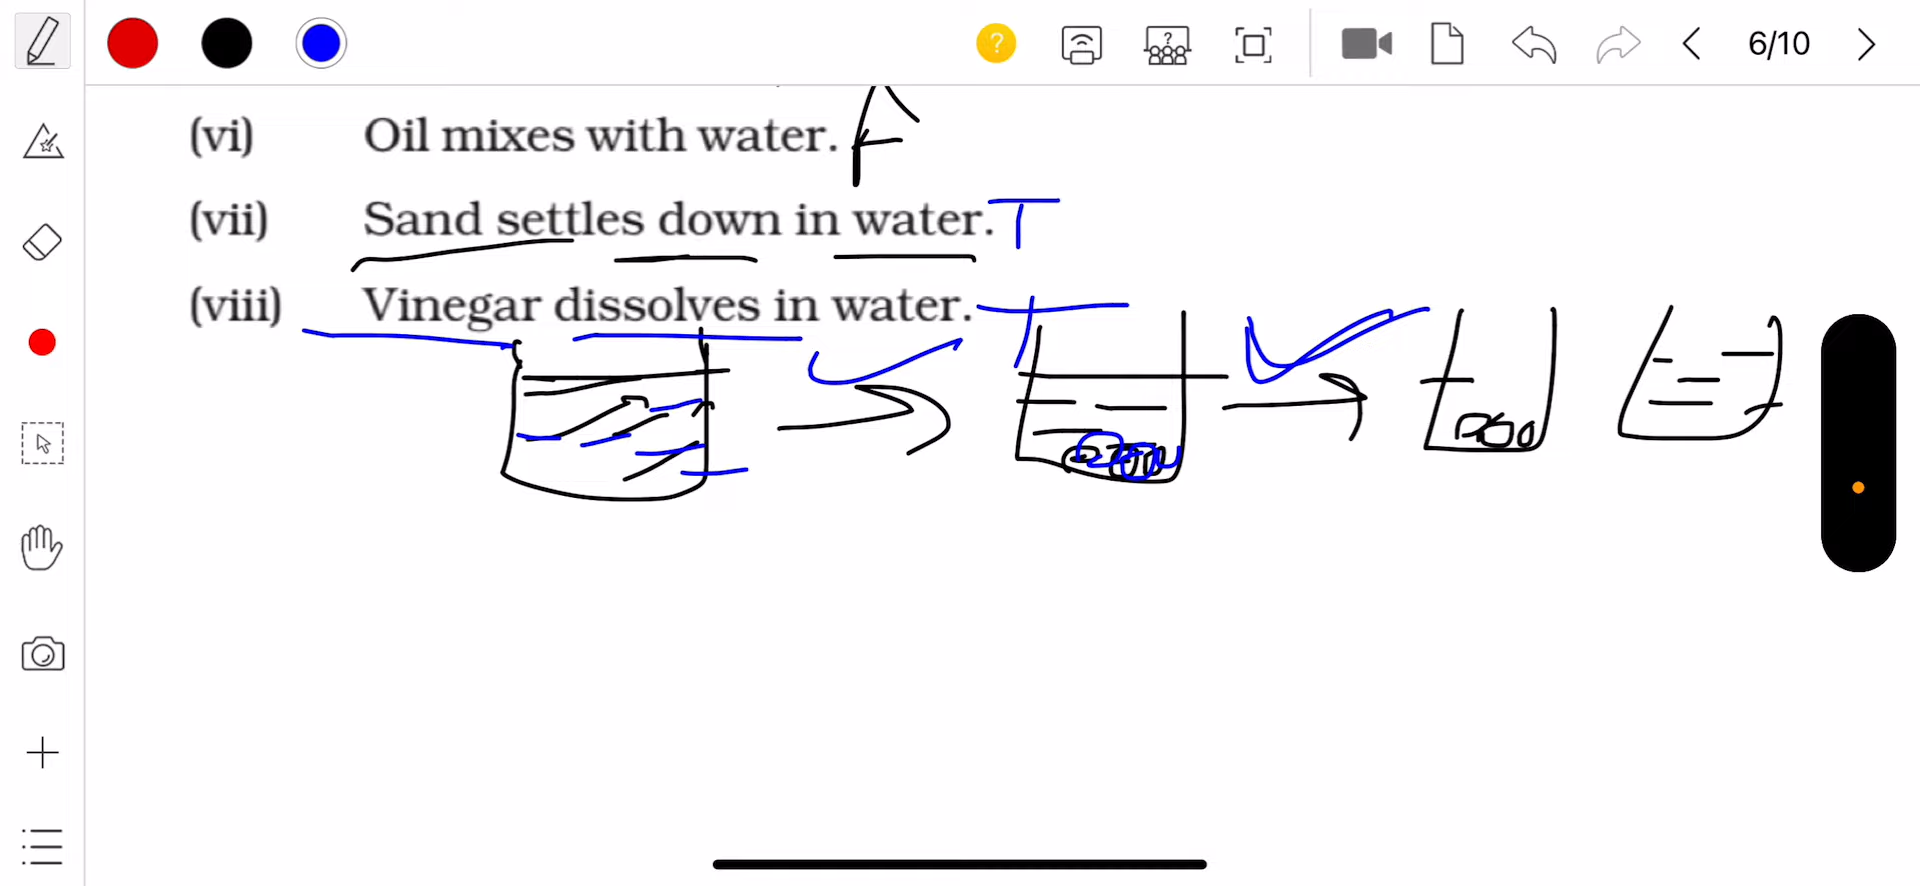 6/10
(vi) Oil mixes with water. F
(vii) Sand settles down in water. T
(viii) Vinegar dissolves in water. T